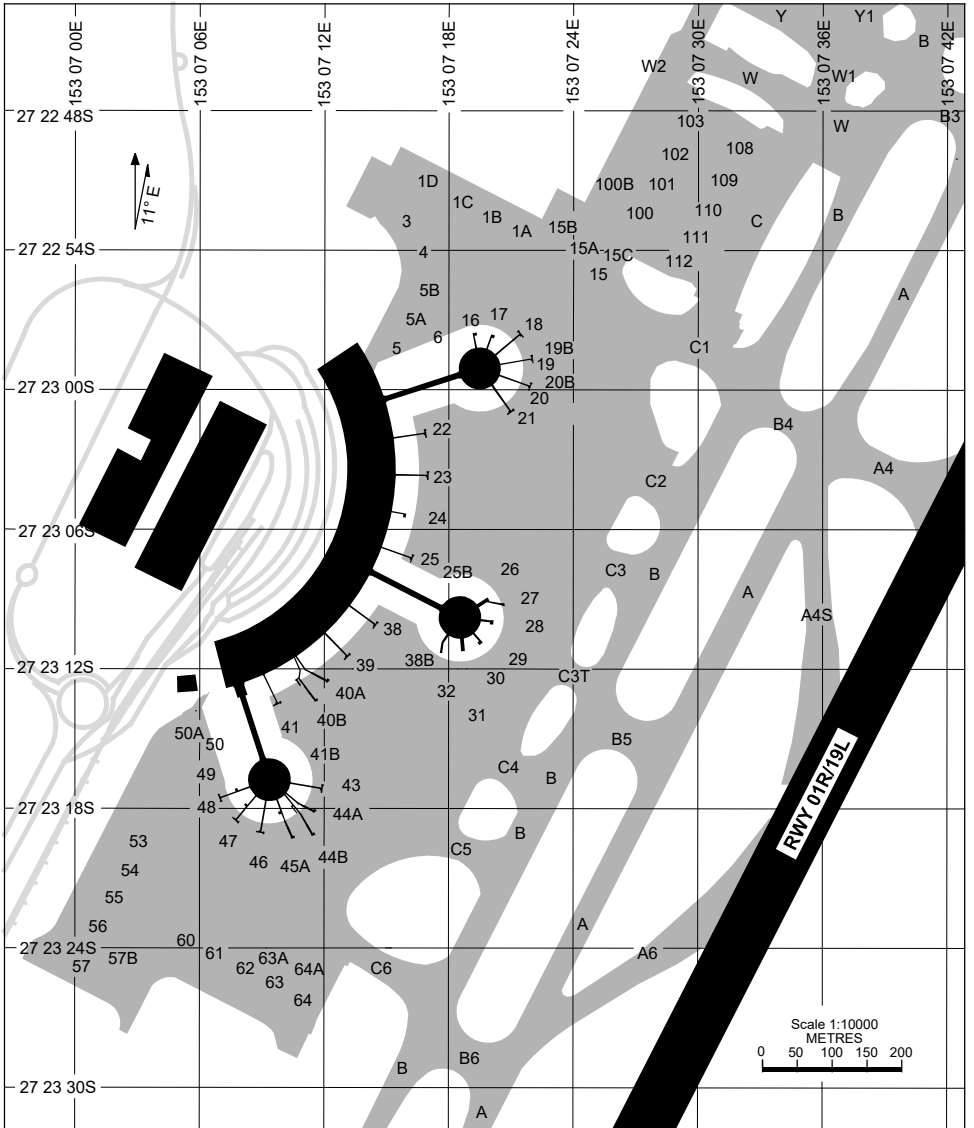 153 07 00E
153 07 06E
153 07 12E
153 07 18E
153 07 24E
153 07 30E
153 07 36E
153 07 42E
Y
Y1
B
W2
W
W1
27 22 48S
103
W
B3
102
108
11° E
1D
100B
101
109
1C
1B
100
110
B
3
1A
15B
C
111
27 22 54S
4
15A
15C
112
15
5B
A
5A
16
17
18
6
5
19B
C1
19
20B
27 23 00S
20
21
22
B4
23
C2
A4
24
27 23 06S
25
25B
26
C3
B
27
A
A4S
28
38
39
38B
29
27 23 12S
30
C3T
40A
32
40B
31
41
50A
50
B5
41B
49
C4
B
43
48
27 23 18S
44A
RWY 01R/19L
53
47
B
C5
44B
46
45A
54
55
56
A
60
27 23 24S
61
57B
63A
A6
57
62
64A
C6
63
64
Scale 1:10000
METRES
0 50 100 150 200
B6
B
27 23 30S
A